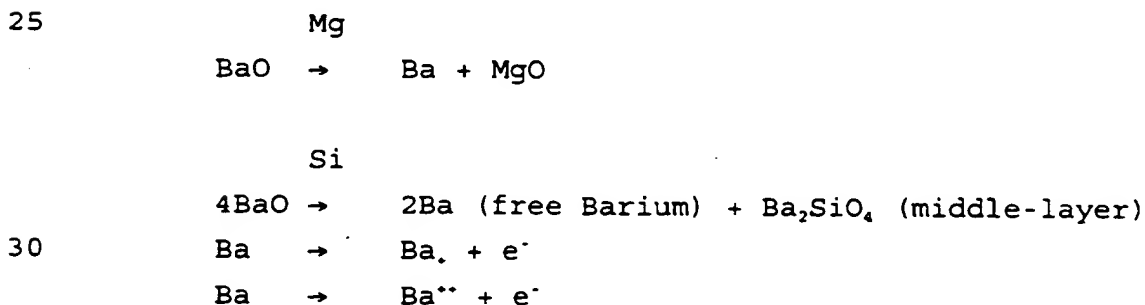 25 Mg
BaO → Ba + MgO
Si
4BaO → 2Ba (free Barium) + Ba₂SiO₄ (middle-layer)
30 Ba → Ba₊ + e⁻
Ba → Ba⁺⁺ + e⁻